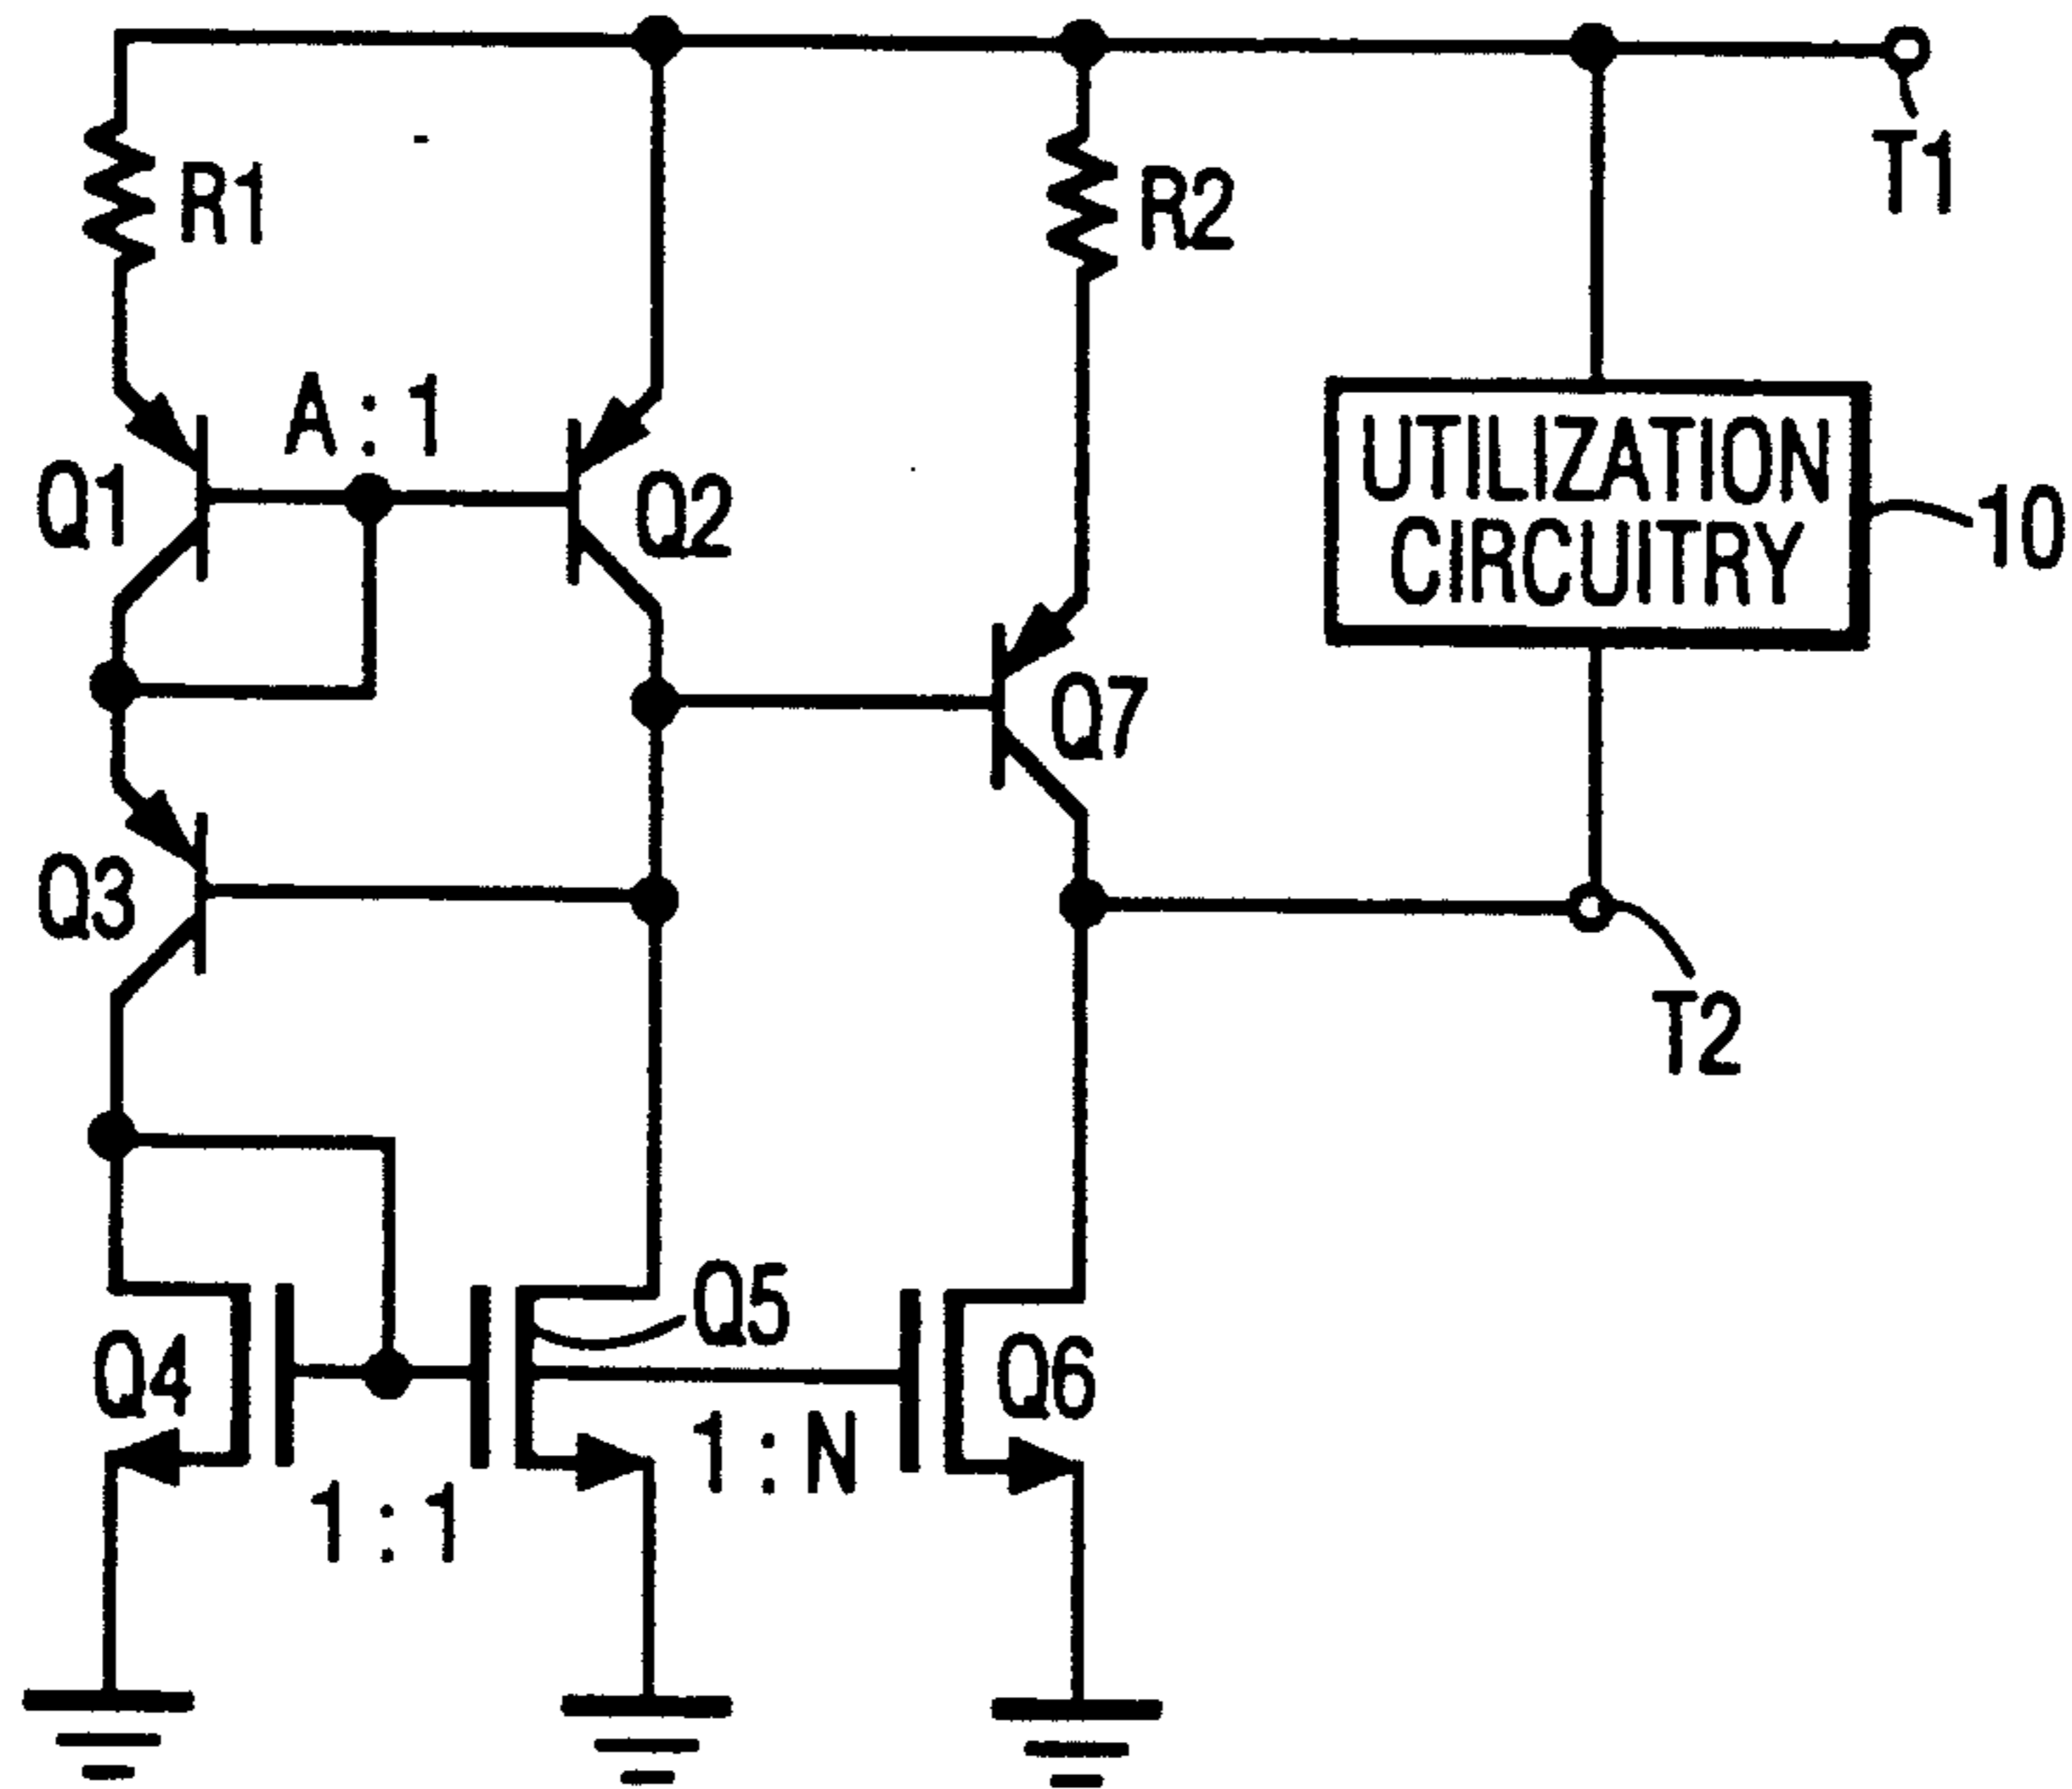 R1
R2
T1
A:1
Q1
Q2
UTILIZATION
CIRCUITRY
10
Q7
Q3
T2
Q5
Q4
Q6
1:N
1:1